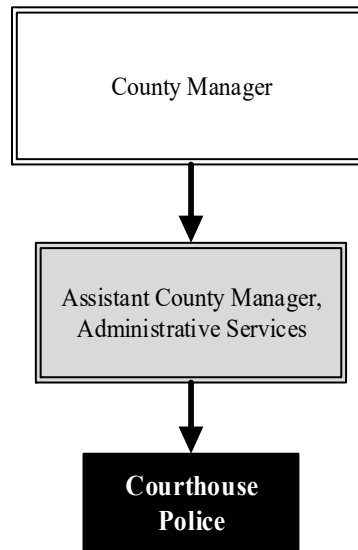 County Manager
Assistant County Manager,
Administrative Services
Courthouse
Police